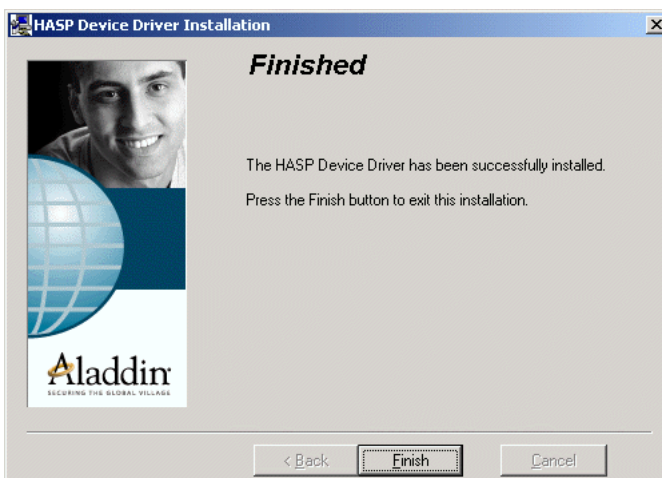 HASP Device Driver Installation
Finished
The HASP Device Driver has been successfully installed.
Press the Finish button to exit this installation.
Aladdin
SECURING THE GLOBAL VILLAGE
< Back
Finish
Cancel